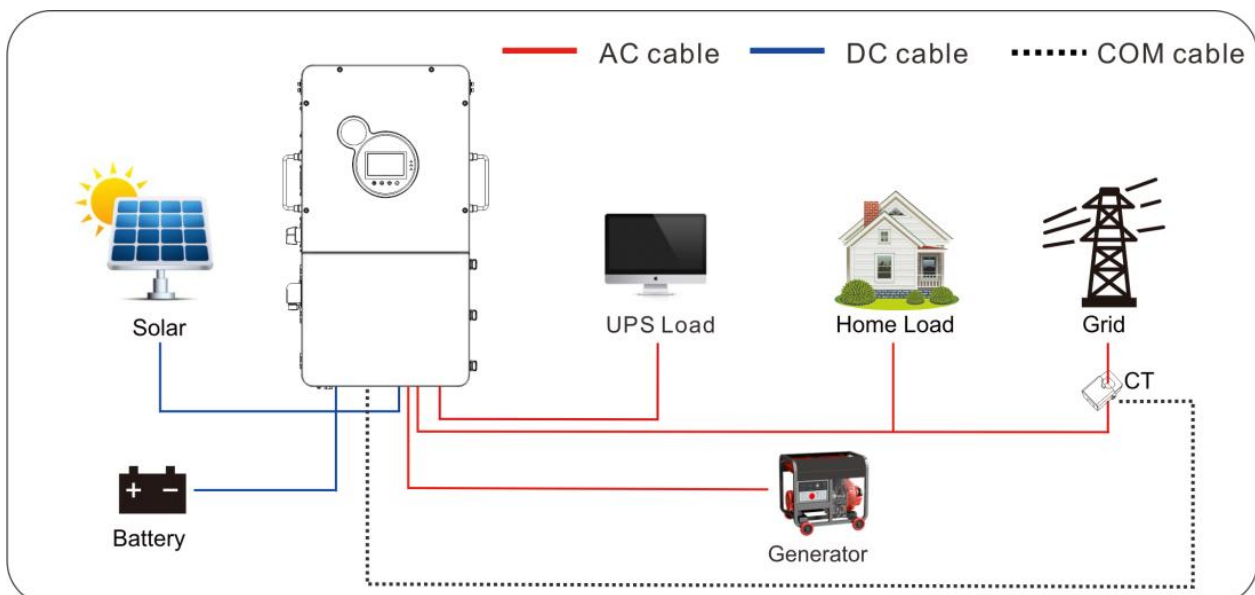 AC cable
DC cable
COM cable
Solar
UPS Load
Home Load
Grid
CT
Battery
Generator